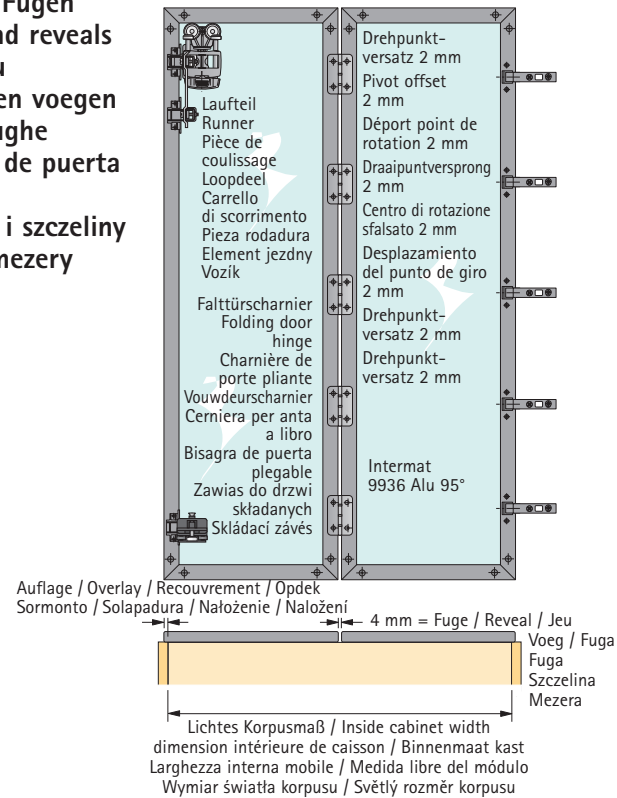 Fugen
nd reveals
u
en voegen
ughe
de puerta
i szczeliny
mezery
Laufteil
Runner
Pièce de
coulissage
Loopdeel
Carrello
di scorrimento
Pieza rodadura
Element jezdny
Vozík
Falttürscharnier
Folding door
hinge
Charnière de
porte pliante
Vouwdeurscharnier
Cerniera per anta
a libro
Bisagra de puerta
plegable
Zawias do drzwi
składanych
Skládací závés
Drehpunkt-
versatz 2 mm
Pivot offset
2 mm
Déport point de
rotation 2 mm
Draaipuntversprong
2 mm
Centro di rotazione
sfalsato 2 mm
Desplazamiento
del punto de giro
2 mm
Drehpunkt-
versatz 2 mm
Drehpunkt-
versatz 2 mm
Intermat
9936 Alu 95°
Auflage / Overlay / Recouvrement / Opdek
Sormonto / Solapadura / Nałożenie / Naložení
4 mm = Fuge / Reveal / Jeu
Voeg / Fuga
Fuga
Szczelina
Mezera
Lichtes Korpusmaß / Inside cabinet width
dimension intérieure de caisson / Binnenmaat kast
Larghezza interna mobile / Medida libre del módulo
Wymiar światła korpusu / Světlý rozměr korpusu